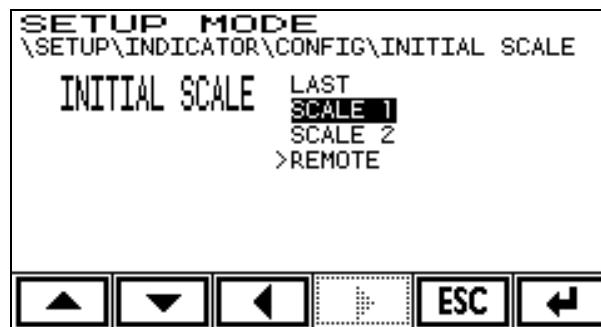 SETUP MODE
\SETUP\INDICATOR\CONFIG\INITIAL SCALE
INITIAL SCALE
LAST
SCALE 1
SCALE 2
>REMOTE
ESC